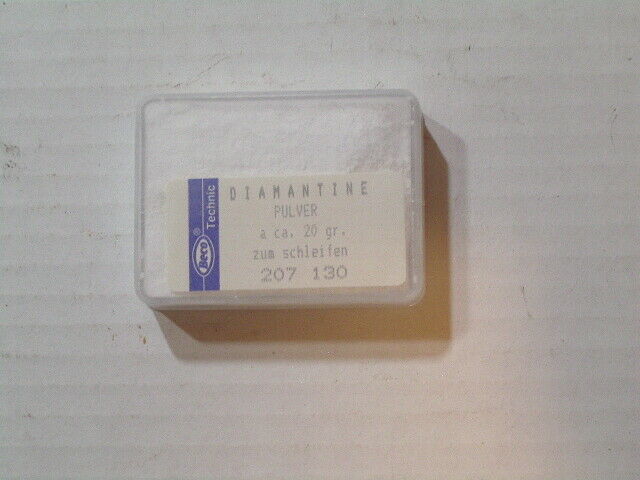 DIAMANTINE
PULVER
a ca. 20 gr.
zum schleifen
207 130
Beco® Technic